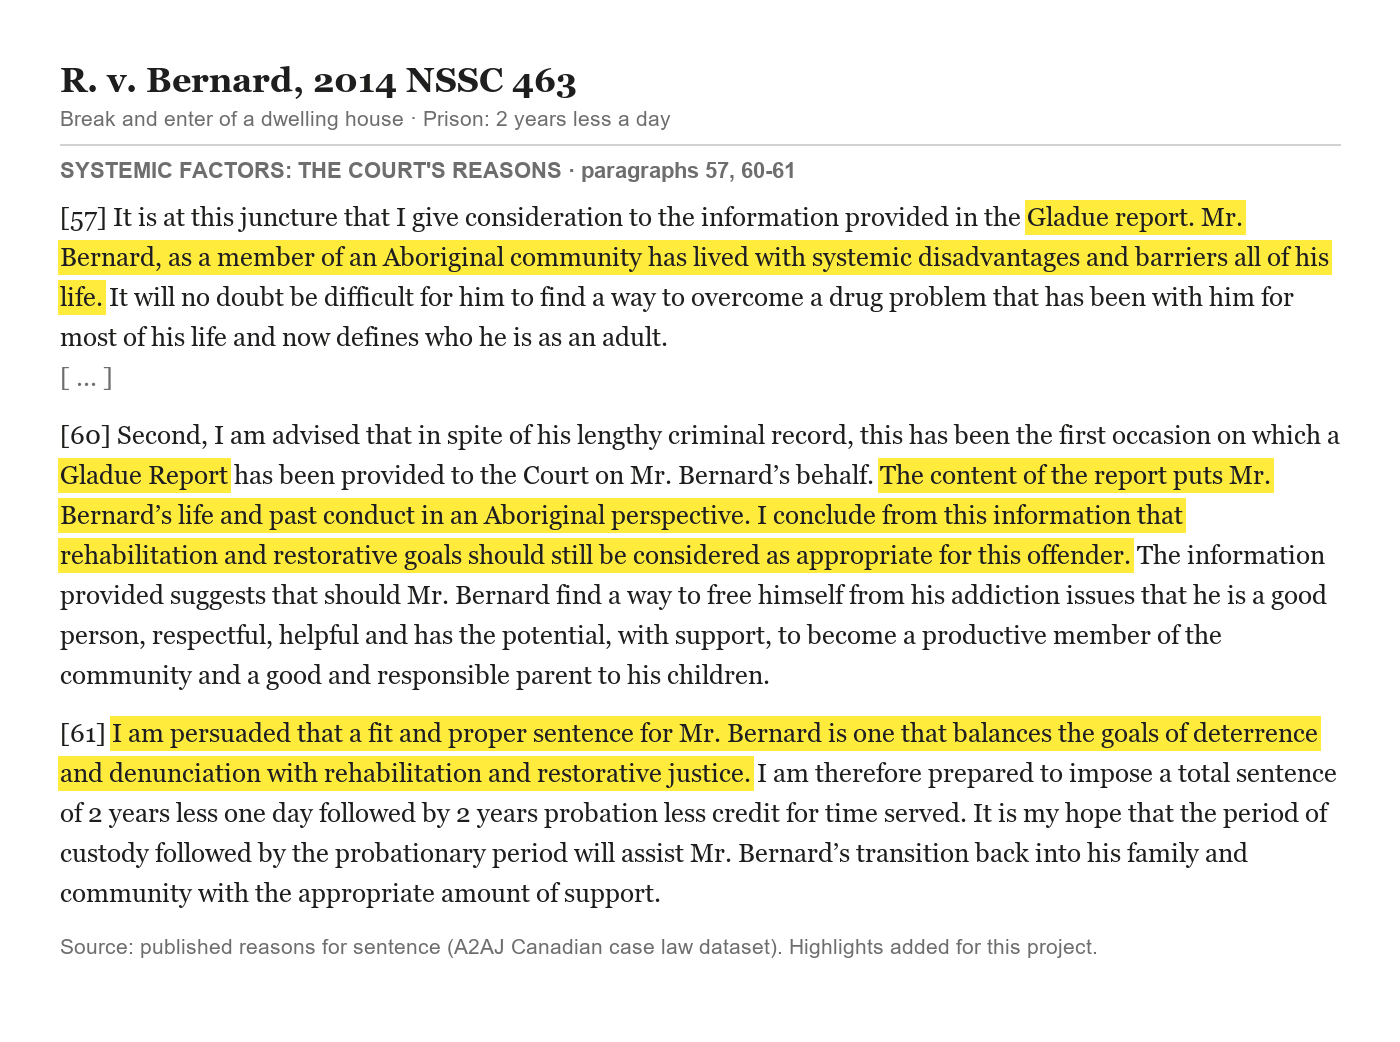 R. v. Bernard, 2014 NSSC 463
Break and enter of a dwelling house · Prison: 2 years less a day
SYSTEMIC FACTORS: THE COURT'S REASONS · paragraphs 57, 60-61
[57] It is at this juncture that I give consideration to the information provided in the Gladue report. Mr.
Bernard, as a member of an Aboriginal community has lived with systemic disadvantages and barriers all of his
life. It will no doubt be difficult for him to find a way to overcome a drug problem that has been with him for
most of his life and now defines who he is as an adult.
[ ... ]
[60] Second, I am advised that in spite of his lengthy criminal record, this has been the first occasion on which a
Gladue Report has been provided to the Court on Mr. Bernard’s behalf. The content of the report puts Mr.
Bernard’s life and past conduct in an Aboriginal perspective. I conclude from this information that
rehabilitation and restorative goals should still be considered as appropriate for this offender. The information
provided suggests that should Mr. Bernard find a way to free himself from his addiction issues that he is a good
person, respectful, helpful and has the potential, with support, to become a productive member of the
community and a good and responsible parent to his children.
[61] I am persuaded that a fit and proper sentence for Mr. Bernard is one that balances the goals of deterrence
and denunciation with rehabilitation and restorative justice. I am therefore prepared to impose a total sentence
of 2 years less one day followed by 2 years probation less credit for time served. It is my hope that the period of
custody followed by the probationary period will assist Mr. Bernard’s transition back into his family and
community with the appropriate amount of support.
Source: published reasons for sentence (A2AJ Canadian case law dataset). Highlights added for this project.